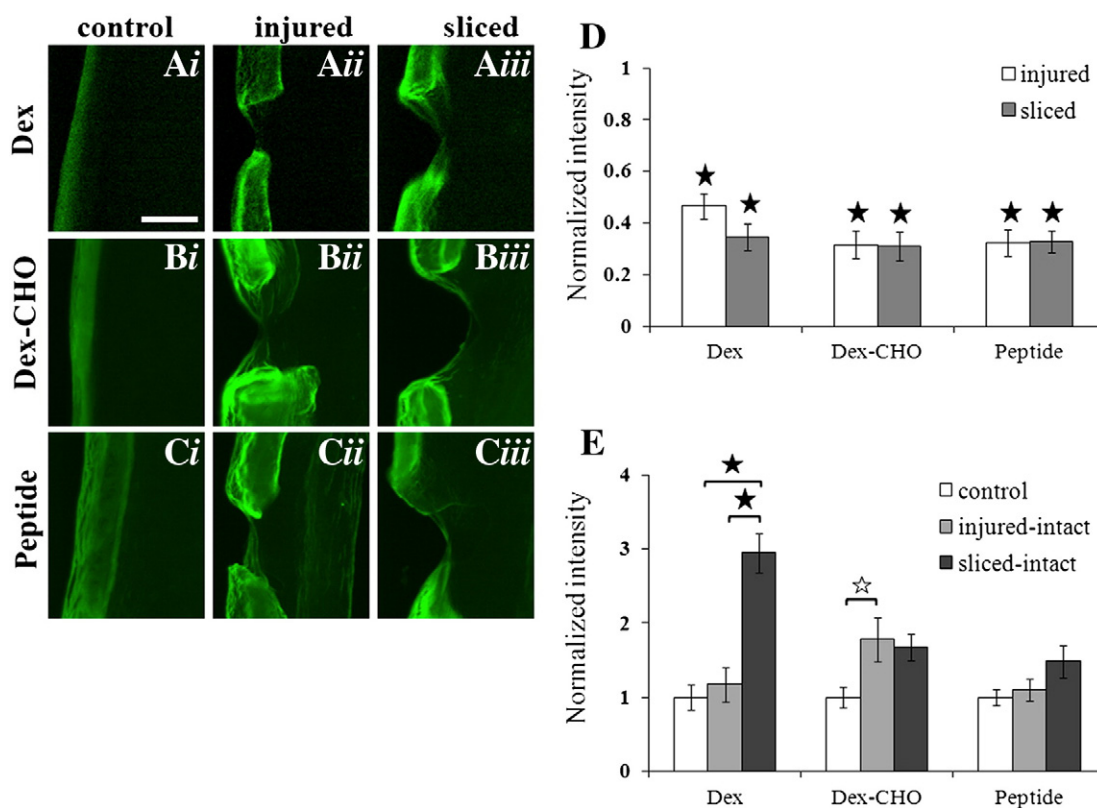 control injured sliced
Dex
Ai Aii Aiii
Dex-CHO
Bi Bii Biii
Peptide
Ci Cii Ciii
D
Normalized intensity
1
0.8
0.6
0.4
0.2
0
injured
sliced
Dex Dex-CHO Peptide
E
Normalized intensity
4
3
2
1
0
control
injured-intact
sliced-intact
Dex Dex-CHO Peptide